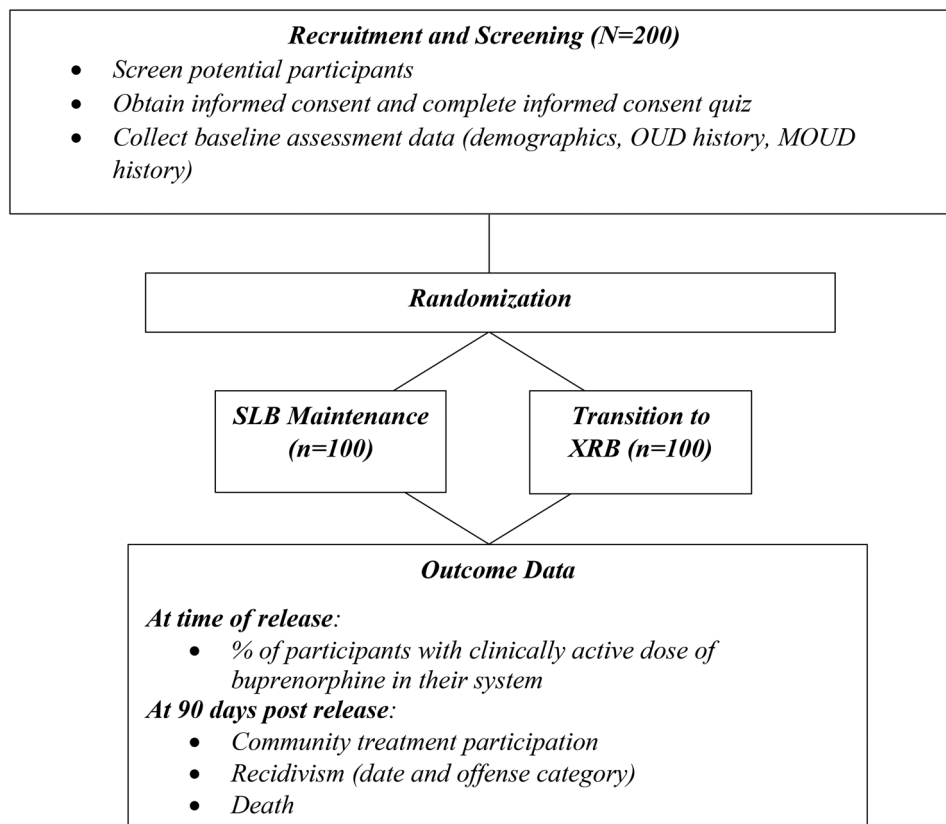 Recruitment and Screening (N=200)
• Screen potential participants
• Obtain informed consent and complete informed consent quiz
• Collect baseline assessment data (demographics, OUD history, MOUD
history)
Randomization
SLB Maintenance
(n=100)
Transition to
XRB (n=100)
Outcome Data
At time of release:
• % of participants with clinically active dose of
buprenorphine in their system
At 90 days post release:
• Community treatment participation
• Recidivism (date and offense category)
• Death